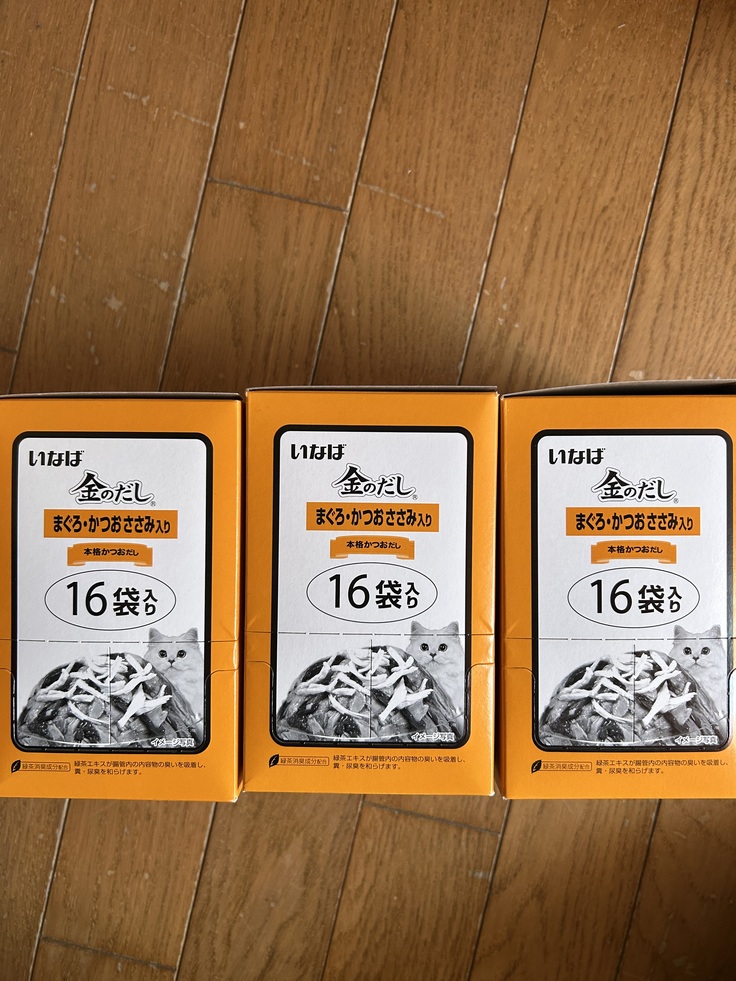 いなば
金のだし®
まぐろ・かつおささみ入り
本格かつおだし
16袋入り
イメージ写真
緑茶消臭成分配合
緑茶エキスが腸管内の内容物の臭いを吸着し、
糞・尿臭を和らげます。
いなば
金のだし®
まぐろ・かつおささみ入り
本格かつおだし
16袋入り
イメージ写真
緑茶消臭成分配合
緑茶エキスが腸管内の内容物の臭いを吸着し、
糞・尿臭を和らげます。
いなば
金のだし®
まぐろ・かつおささみ入り
本格かつおだし
16袋入り
イメージ写真
緑茶消臭成分配合
緑茶エキスが腸管内の内容物の臭いを吸着し、
糞・尿臭を和らげます。